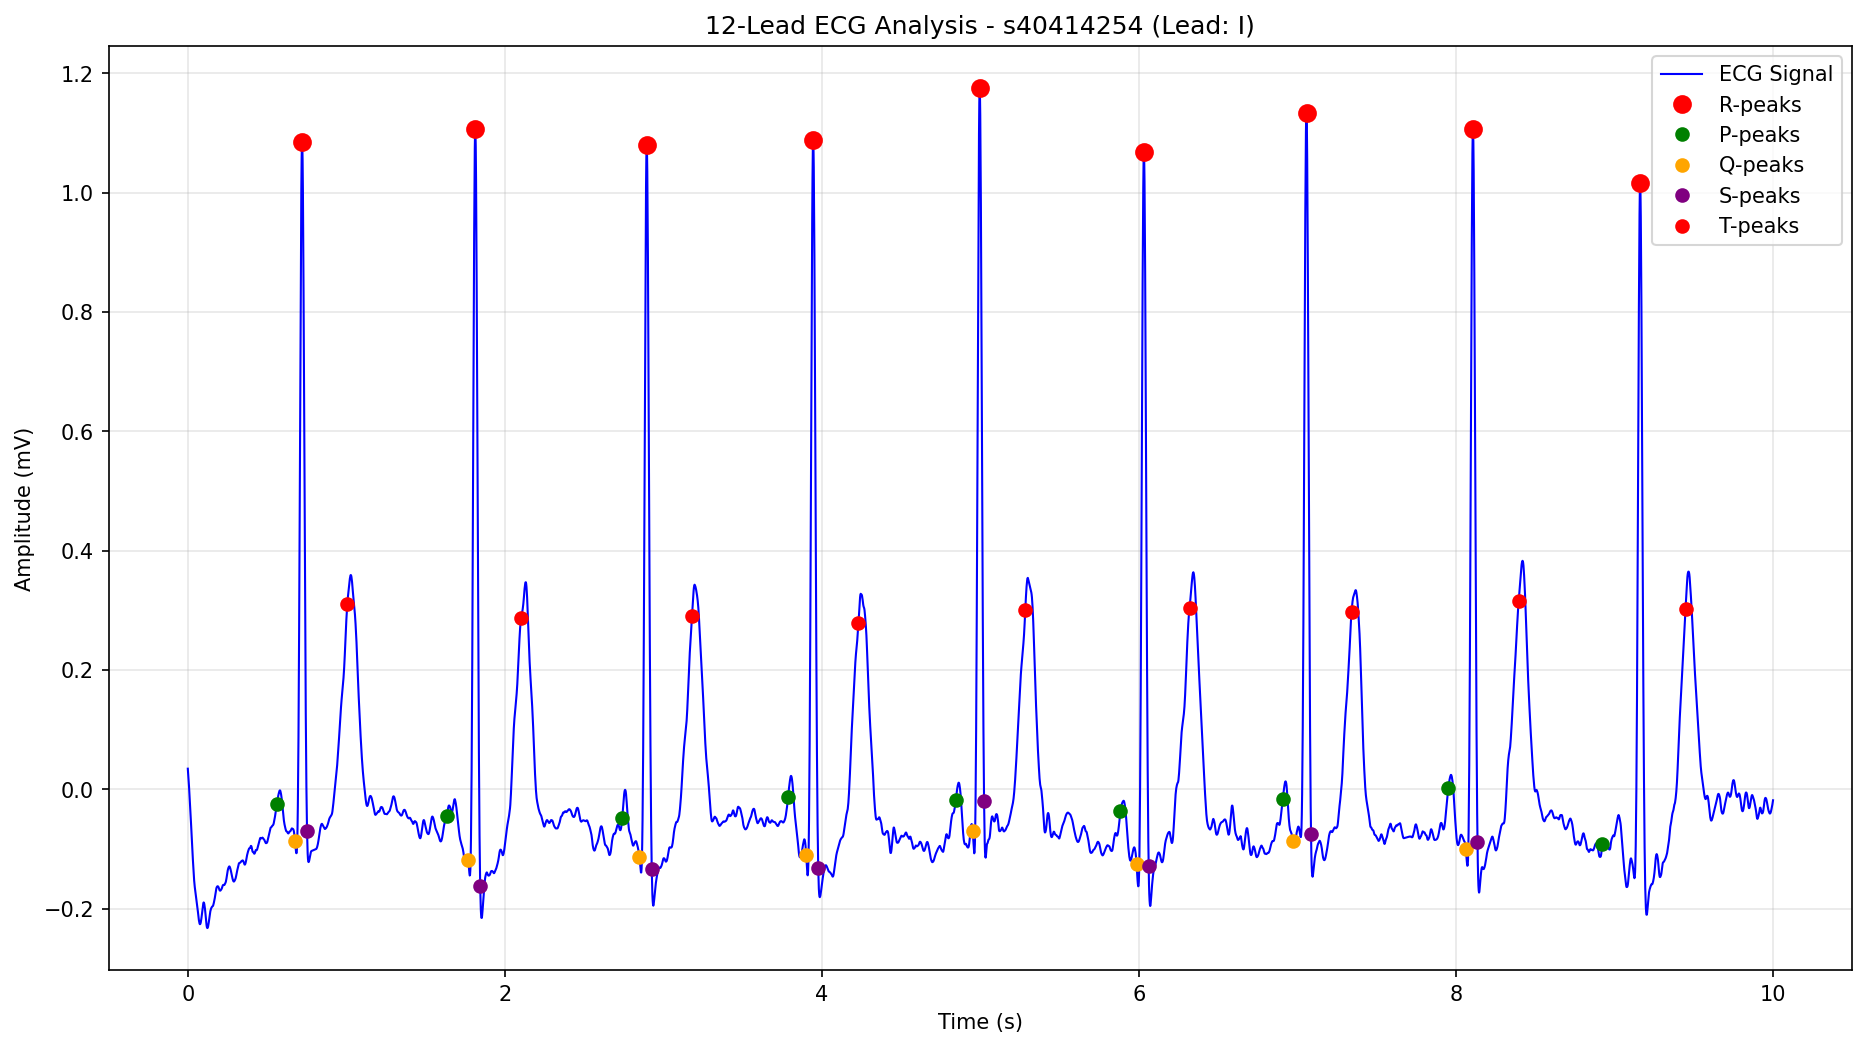 12-Lead ECG Analysis - s40414254 (Lead: I)
ECG Signal
R-peaks
P-peaks
Q-peaks
S-peaks
T-peaks
Amplitude (mV)
1.2
1.0
0.8
0.6
0.4
0.2
0.0
−0.2
0
2
4
6
8
10
Time (s)